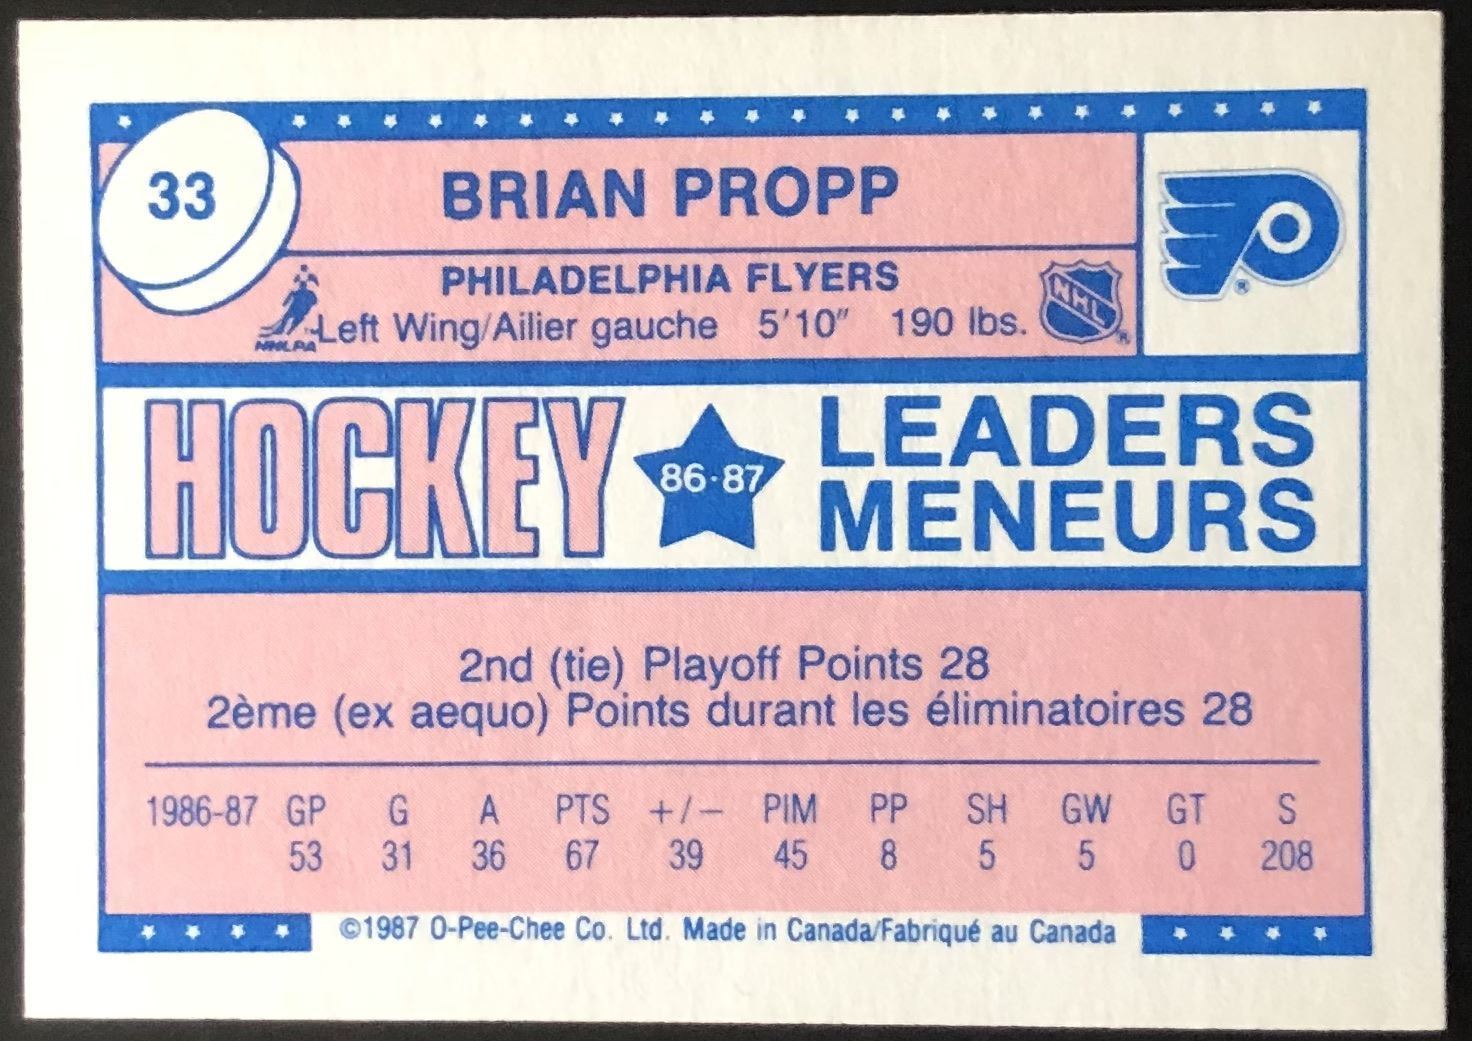 33
BRIAN PROPP
PHILADELPHIA FLYERS
Left Wing/Ailier gauche 5'10" 190 lbs.
NHLPA
NHL
HOCKEY 86·87 LEADERS
MENEURS
2nd (tie) Playoff Points 28
2ème (ex aequo) Points durant les éliminatoires 28
1986-87 GP G A PTS +/− PIM PP SH GW GT S
53 31 36 67 39 45 8 5 5 0 208
©1987 O-Pee-Chee Co. Ltd. Made in Canada/Fabriqué au Canada